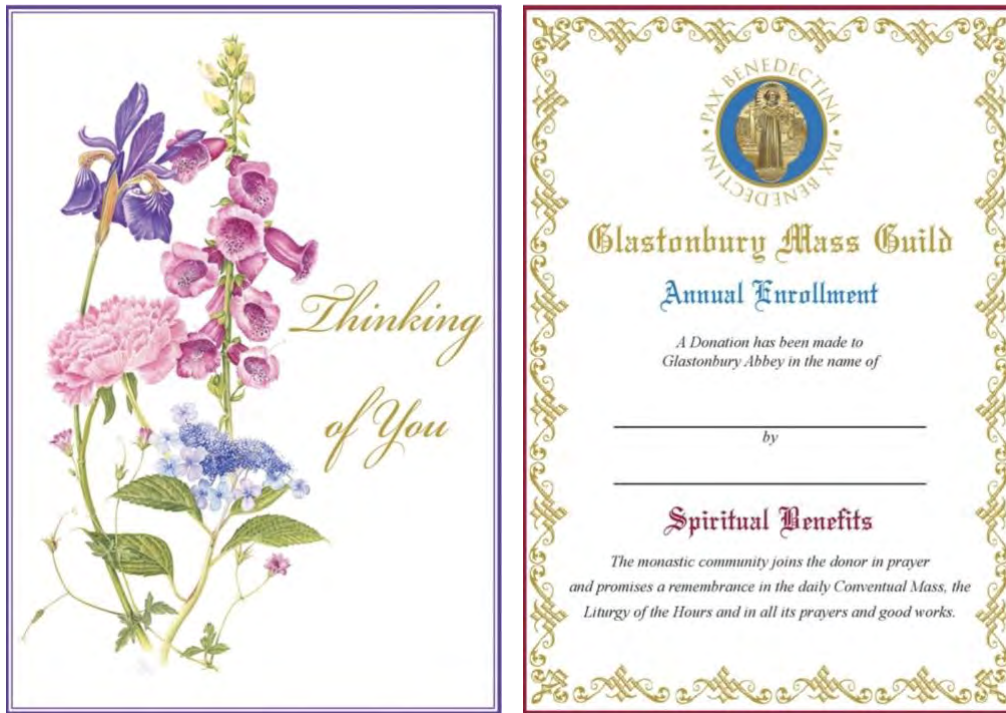 Thinking
of You
PAX BENEDECTINA · PAX BENEDECTINA ·
Glastonbury Mass Guild
Annual Enrollment
A Donation has been made to
Glastonbury Abbey in the name of
by
Spiritual Benefits
The monastic community joins the donor in prayer
and promises a remembrance in the daily Conventual Mass, the
Liturgy of the Hours and in all its prayers and good works.